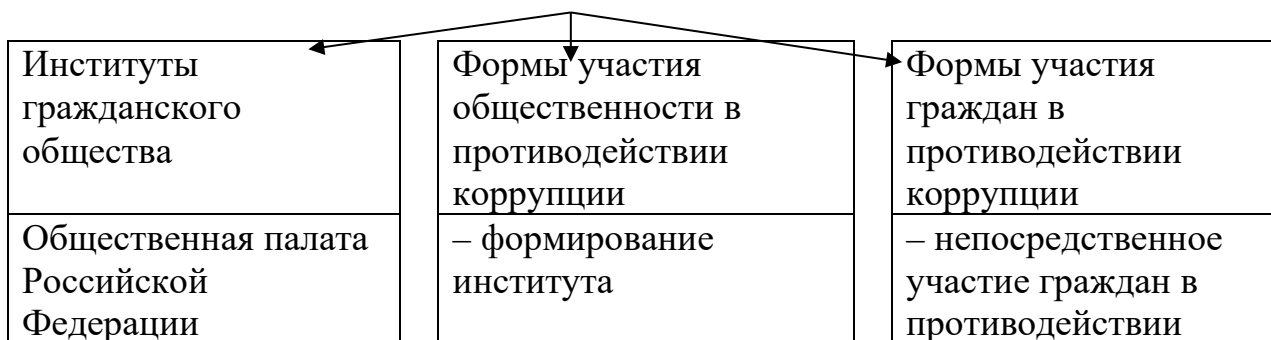 Институты
гражданского
общества
Общественная палата
Российской
Федерации
Формы участия
общественности в
противодействии
коррупции
– формирование
института
Формы участия
граждан в
противодействии
коррупции
– непосредственное
участие граждан в
противодействии